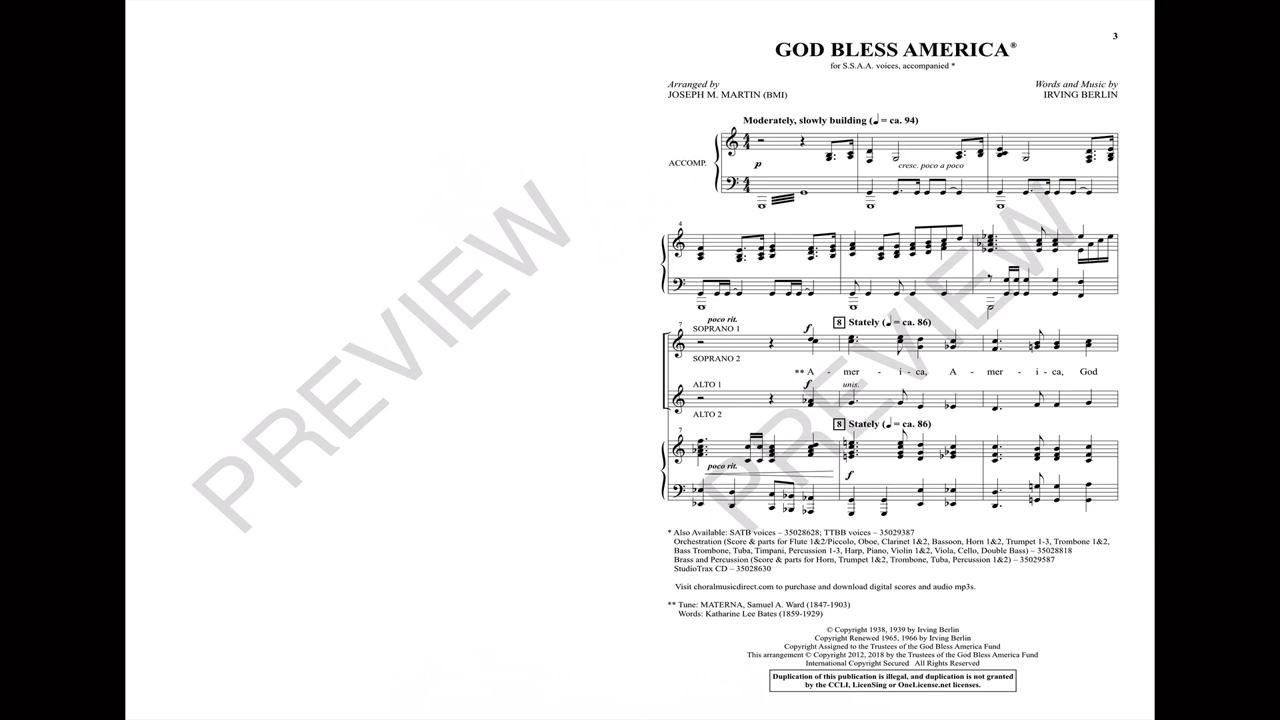 3
GOD BLESS AMERICA®
for S.S.A.A. voices, accompanied *
Arranged by
JOSEPH M. MARTIN (BMI)
Words and Music by
IRVING BERLIN
Moderately, slowly building (♩ = ca. 94)
ACCOMP.
p
cresc. poco a poco
4
7
poco rit.
SOPRANO 1
f
8 Stately (♩ = ca. 86)
SOPRANO 2
** A - mer - i - ca, A - mer - i - ca, God
ALTO 1
f
unis.
ALTO 2
8 Stately (♩ = ca. 86)
7
poco rit.
f
* Also Available: SATB voices – 35028628; TTBB voices – 35029387
Orchestration (Score & parts for Flute 1&2/Piccolo, Oboe, Clarinet 1&2, Bassoon, Horn 1&2, Trumpet 1-3, Trombone 1&2,
Bass Trombone, Tuba, Timpani, Percussion 1-3, Harp, Piano, Violin 1&2, Viola, Cello, Double Bass) – 35028818
Brass and Percussion (Score & parts for Horn, Trumpet 1&2, Trombone, Tuba, Percussion 1&2) – 35029587
StudioTrax CD – 35028630
Visit choralmusicdirect.com to purchase and download digital scores and audio mp3s.
** Tune: MATERNA, Samuel A. Ward (1847-1903)
Words: Katharine Lee Bates (1859-1929)
© Copyright 1938, 1939 by Irving Berlin
Copyright Renewed 1965, 1966 by Irving Berlin
Copyright Assigned to the Trustees of the God Bless America Fund
This arrangement © Copyright 2012, 2018 by the Trustees of the God Bless America Fund
International Copyright Secured All Rights Reserved
Duplication of this publication is illegal, and duplication is not granted
by the CCLI, LicenSing or OneLicense.net licenses.
PREVIEW
PREVIEW